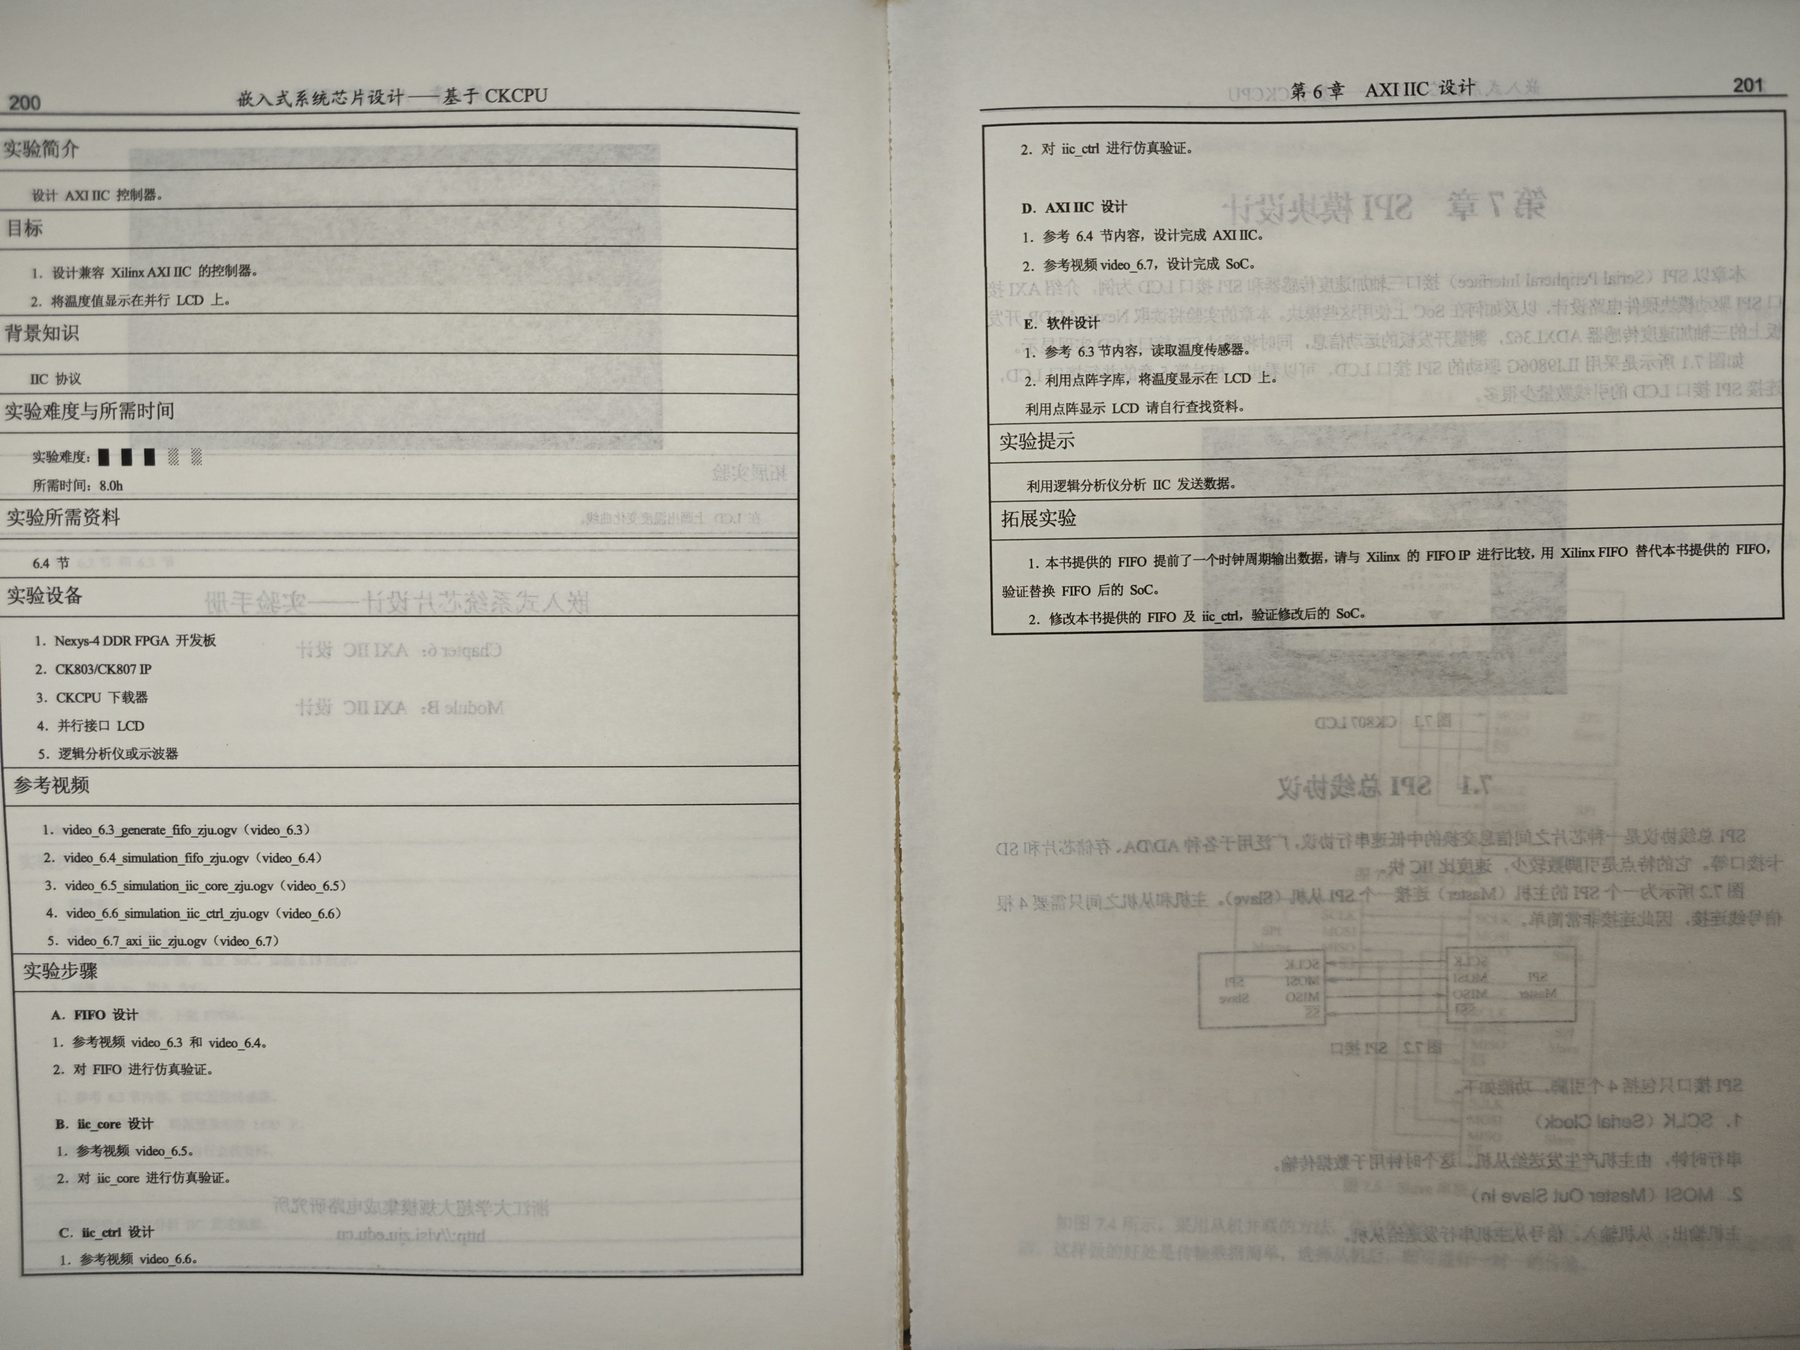 200
嵌入式系统芯片设计——基于 CKCPU
实验简介
设计 AXI IIC 控制器。
目标
1. 设计兼容 Xilinx AXI IIC 的控制器。
2. 将温度值显示在并行 LCD 上。
背景知识
IIC 协议
实验难度与所需时间
实验难度：
所需时间：8.0h
实验所需资料
6.4 节
实验设备
1. Nexys-4 DDR FPGA 开发板
2. CK803/CK807 IP
3. CKCPU 下载器
4. 并行接口 LCD
5. 逻辑分析仪或示波器
参考视频
1. video_6.3_generate_fifo_zju.ogv（video_6.3）
2. video_6.4_simulation_fifo_zju.ogv（video_6.4）
3. video_6.5_simulation_iic_core_zju.ogv（video_6.5）
4. video_6.6_simulation_iic_ctrl_zju.ogv（video_6.6）
5. video_6.7_axi_iic_zju.ogv（video_6.7）
实验步骤
A. FIFO 设计
1. 参考视频 video_6.3 和 video_6.4。
2. 对 FIFO 进行仿真验证。
B. iic_core 设计
1. 参考视频 video_6.5。
2. 对 iic_core 进行仿真验证。
C. iic_ctrl 设计
1. 参考视频 video_6.6。
第 6 章 AXI IIC 设计
201
2. 对 iic_ctrl 进行仿真验证。
D. AXI IIC 设计
1. 参考 6.4 节内容，设计完成 AXI IIC。
2. 参考视频 video_6.7，设计完成 SoC。
E. 软件设计
1. 参考 6.3 节内容，读取温度传感器。
2. 利用点阵字库，将温度显示在 LCD 上。
利用点阵显示 LCD 请自行查找资料。
实验提示
利用逻辑分析仪分析 IIC 发送数据。
拓展实验
1. 本书提供的 FIFO 提前了一个时钟周期输出数据，请与 Xilinx 的 FIFO IP 进行比较，用 Xilinx FIFO 替代本书提供的 FIFO，
验证替换 FIFO 后的 SoC。
2. 修改本书提供的 FIFO 及 iic_ctrl，验证修改后的 SoC。